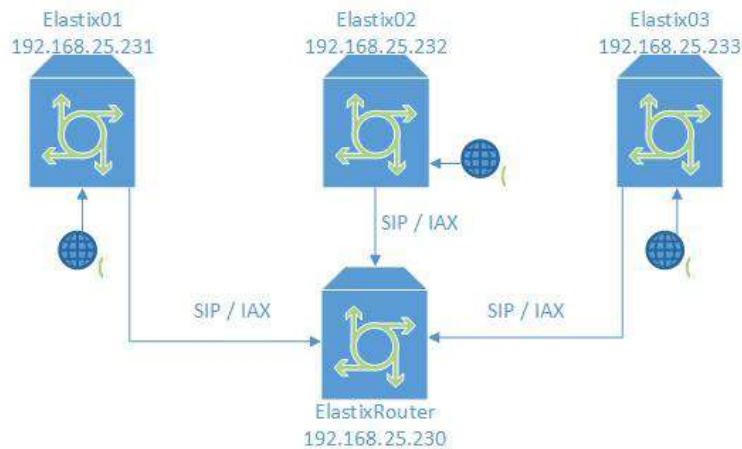 Elastix01
192.168.25.231
Elastix02
192.168.25.232
Elastix03
192.168.25.233
SIP / IAX
SIP / IAX
SIP / IAX
ElastixRouter
192.168.25.230